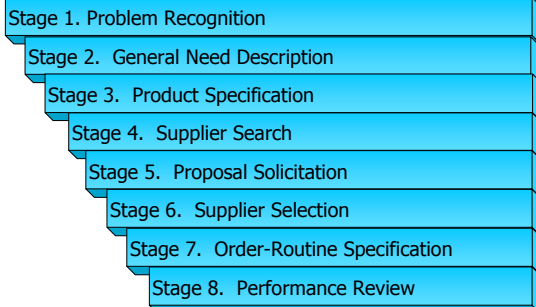 Stage 1. Problem Recognition
Stage 2.  General Need Description
Stage 3.  Product Specification
Stage 4.  Supplier Search
Stage 5.  Proposal Solicitation
Stage 6.  Supplier Selection
Stage 7.  Order-Routine Specification
Stage 8.  Performance Review